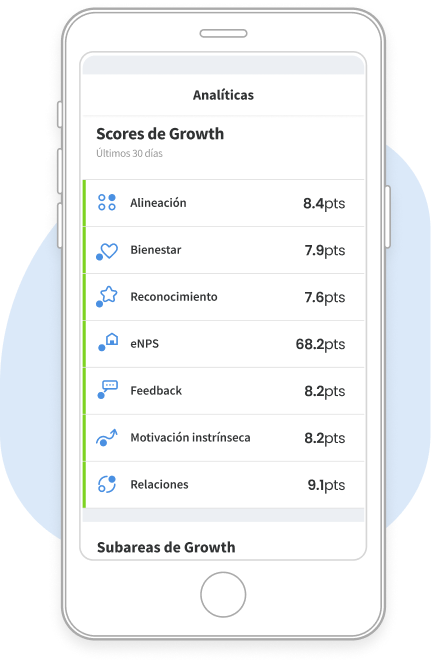 Analíticas
Scores de Growth
Últimos 30 días
Alineación 8.4pts
Bienestar 7.9pts
Reconocimiento 7.6pts
eNPS 68.2pts
Feedback 8.2pts
Motivación instrínseca 8.2pts
Relaciones 9.1pts
Subareas de Growth